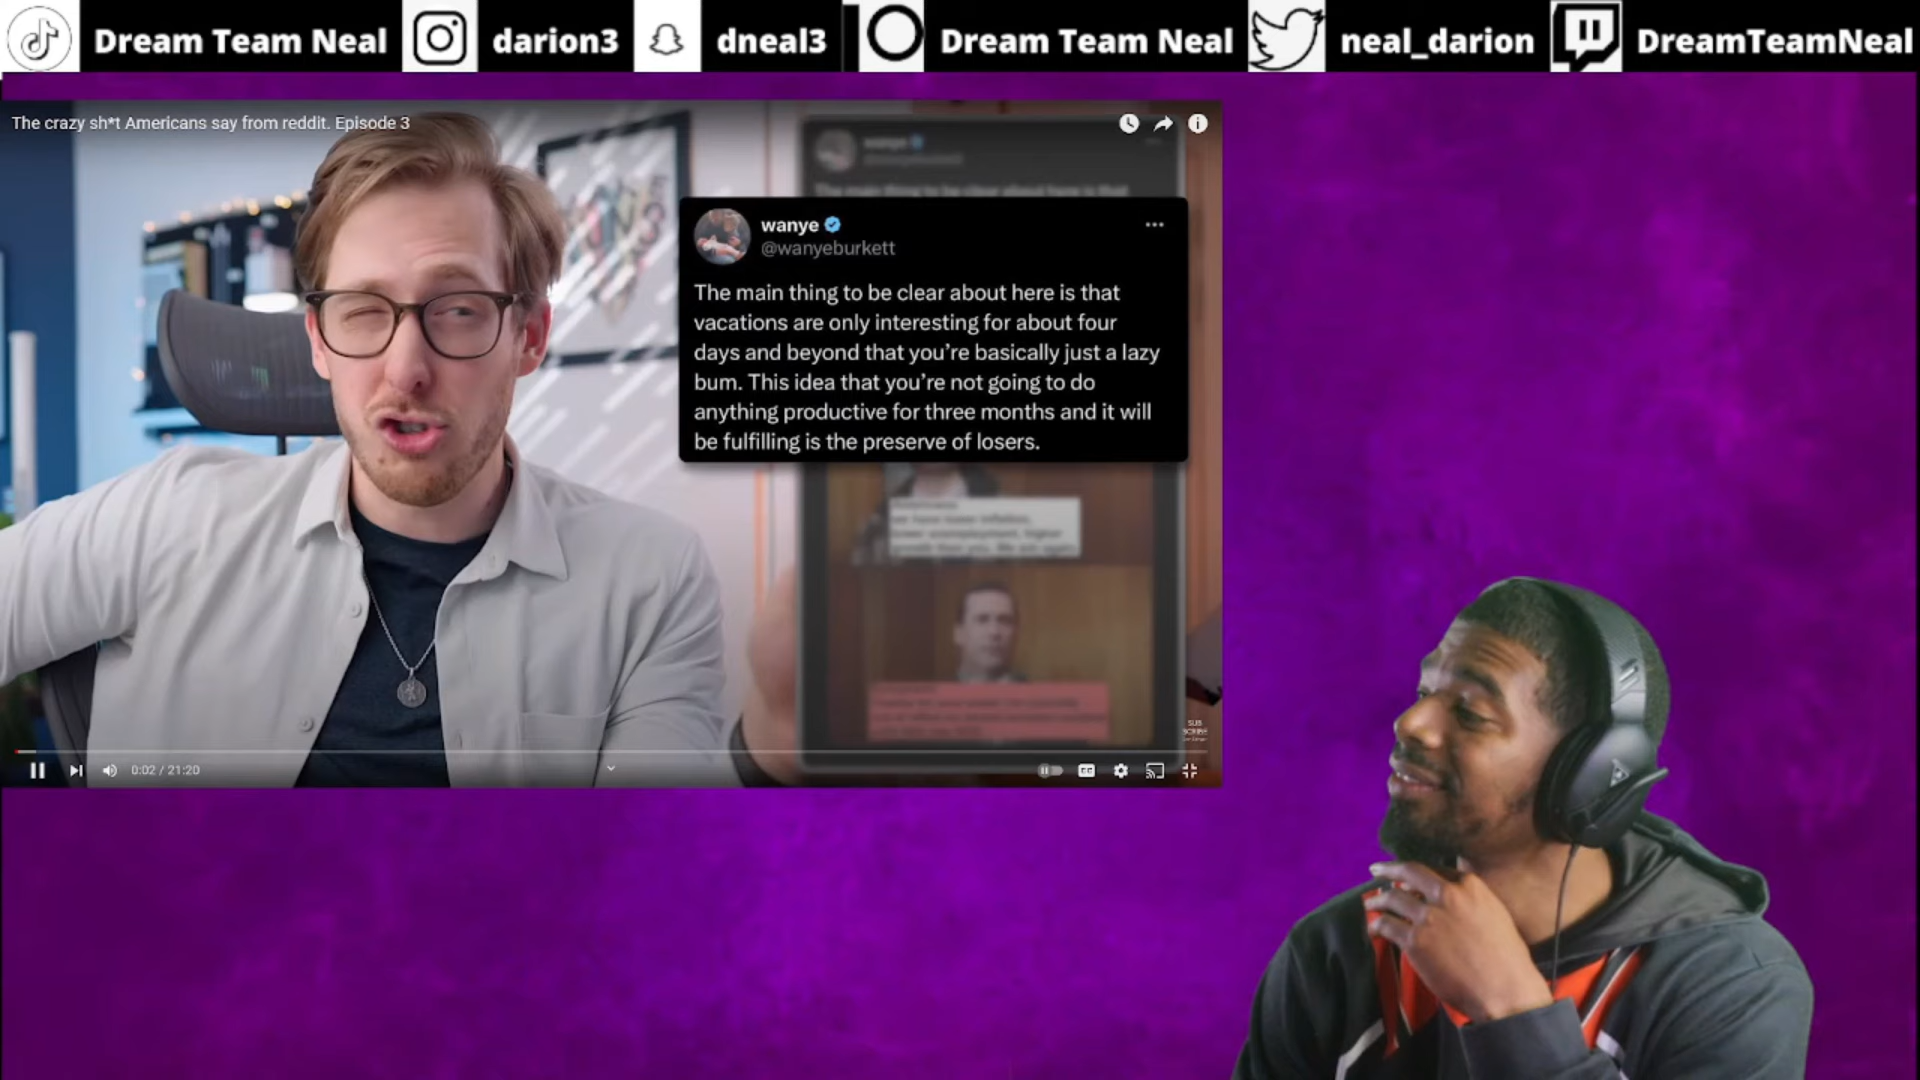 Dream Team Neal darion3 dneal3 Dream Team Neal neal_darion DreamTeamNeal
The crazy sh*t Americans say from reddit. Episode 3
wanye
@wanyeburkett
The main thing to be clear about here is that
vacations are only interesting for about four
days and beyond that you’re basically just a lazy
bum. This idea that you’re not going to do
anything productive for three months and it will
be fulfilling is the preserve of losers.
SUB
0:02 / 21:20